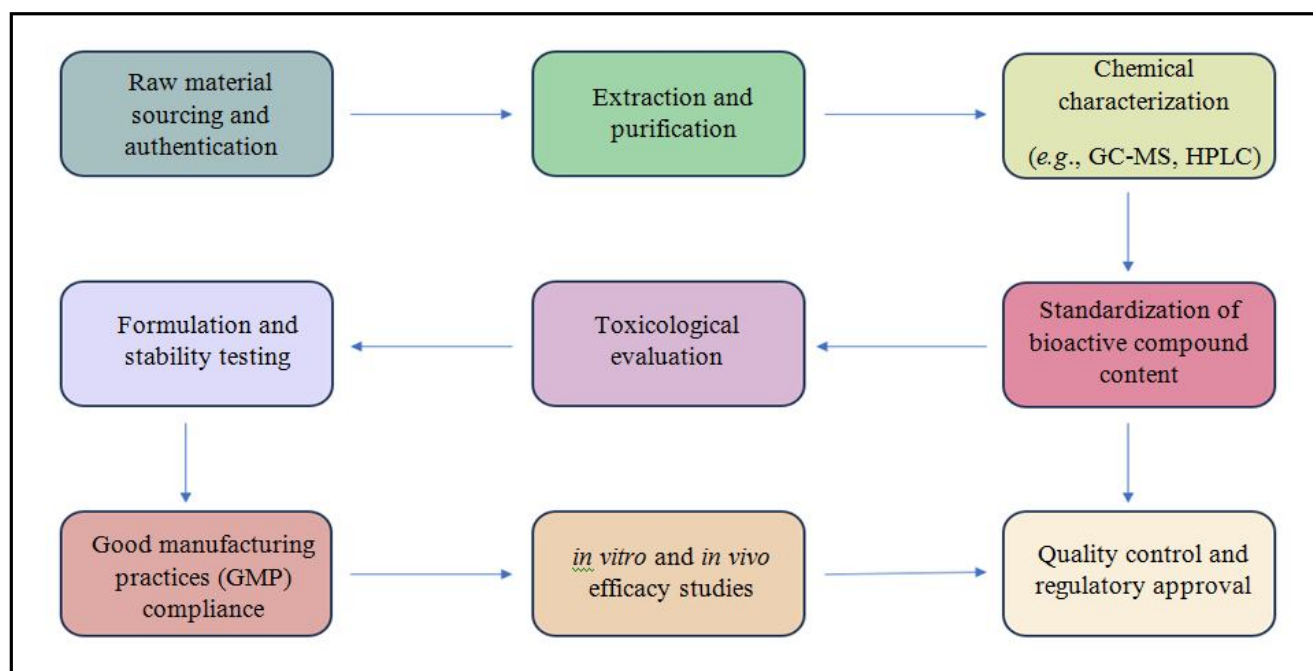 Raw material
sourcing and
authentication
Extraction and
purification
Chemical
characterization
(e.g., GC-MS, HPLC)
Formulation and
stability testing
Toxicological
evaluation
Standardization of
bioactive compound
content
Good manufacturing
practices (GMP)
compliance
in vitro and in vivo
efficacy studies
Quality control and
regulatory approval